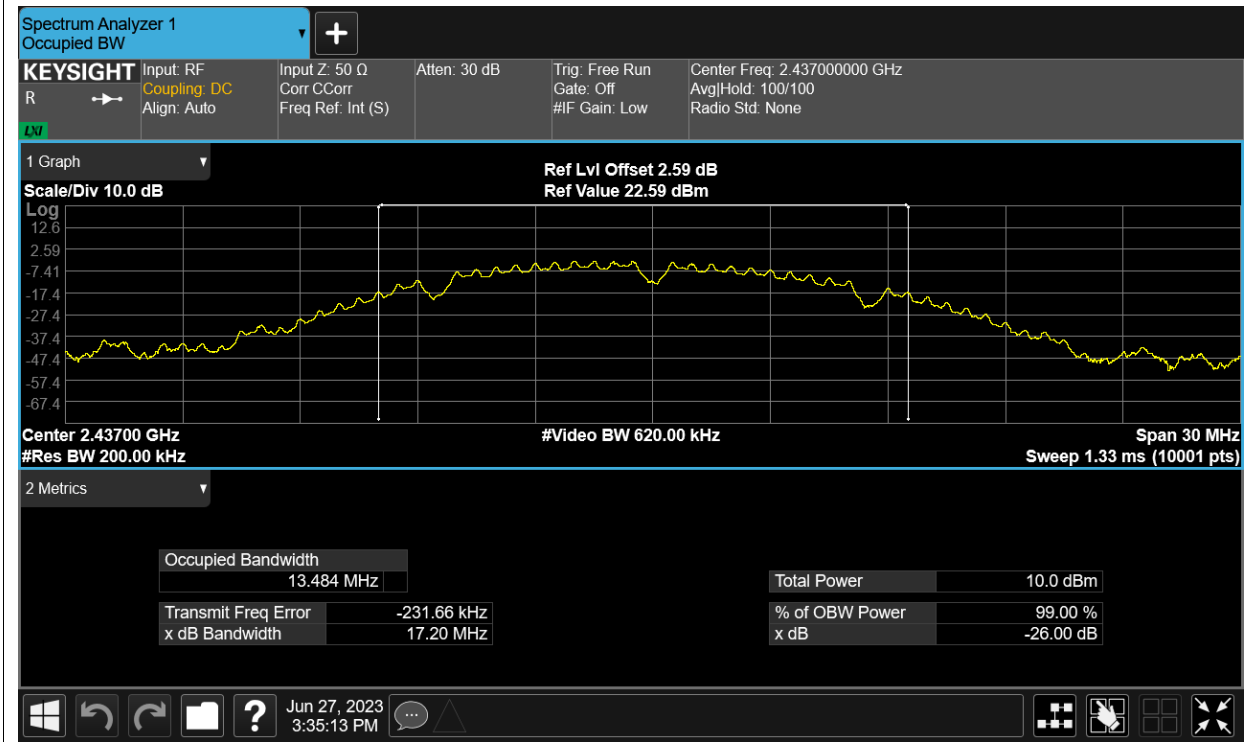 Spectrum Analyzer 1
Occupied BW
KEYSIGHT
R
LXI
Input: RF
Coupling: DC
Align: Auto
Input Z: 50 Ω
Corr CCorr
Freq Ref: Int (S)
Atten: 30 dB
Trig: Free Run
Gate: Off
#IF Gain: Low
Center Freq: 2.437000000 GHz
Avg|Hold: 100/100
Radio Std: None
1 Graph
Scale/Div 10.0 dB
Ref Lvl Offset 2.59 dB
Ref Value 22.59 dBm
Log
12.6
2.59
-7.41
-17.4
-27.4
-37.4
-47.4
-57.4
-67.4
Center 2.43700 GHz
#Video BW 620.00 kHz
Span 30 MHz
#Res BW 200.00 kHz
Sweep 1.33 ms (10001 pts)
2 Metrics
Occupied Bandwidth
13.484 MHz
Total Power 10.0 dBm
Transmit Freq Error -231.66 kHz
% of OBW Power 99.00 %
x dB Bandwidth 17.20 MHz
x dB -26.00 dB
?
Jun 27, 2023
3:35:13 PM